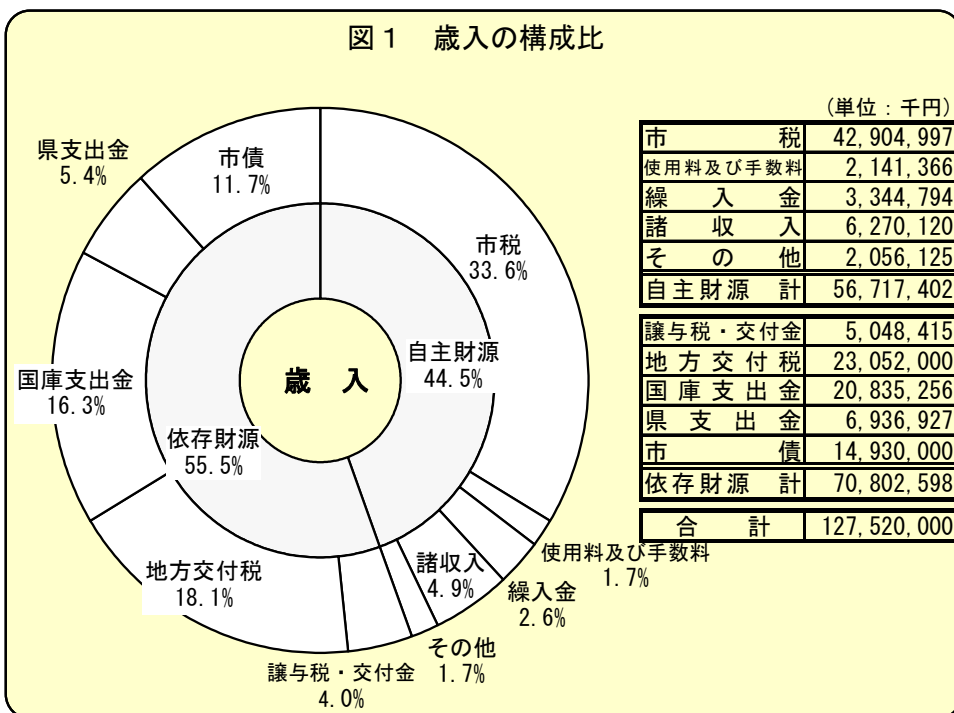 図1 歳入の構成比
(単位:千円)
市税 42,904,997
使用料及び手数料 2,141,366
繰入金 3,344,794
諸収入 6,270,120
その他 2,056,125
自主財源 計 56,717,402
譲与税・交付金 5,048,415
地方交付税 23,052,000
国庫支出金 20,835,256
県支出金 6,936,927
市債 14,930,000
依存財源 計 70,802,598
合計 127,520,000
県支出金
5.4%
市債
11.7%
市税
33.6%
国庫支出金
16.3%
自主財源
44.5%
歳 入
依存財源
55.5%
地方交付税
18.1%
諸収入
4.9%
使用料及び手数料
1.7%
繰入金
2.6%
その他
1.7%
譲与税・交付金
4.0%